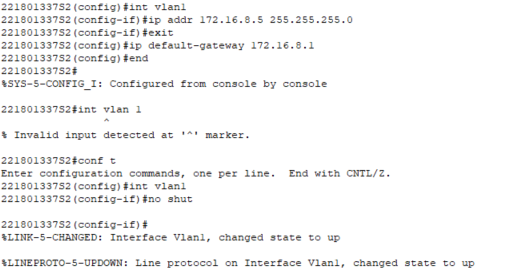 221801337S2(config)#int vlan1
221801337S2(config-if)#ip addr 172.16.8.5 255.255.255.0
221801337S2(config-if)#exit
221801337S2(config)#ip default-gateway 172.16.8.1
221801337S2(config)#end
221801337S2#
%SYS-5-CONFIG_I: Configured from console by console
221801337S2#int vlan 1
^
% Invalid input detected at '^' marker.
221801337S2#conf t
Enter configuration commands, one per line.  End with CNTL/Z.
221801337S2(config)#int vlan1
221801337S2(config-if)#no shut
221801337S2(config-if)#
%LINK-5-CHANGED: Interface Vlan1, changed state to up
%LINEPROTO-5-UPDOWN: Line protocol on Interface Vlan1, changed state to up